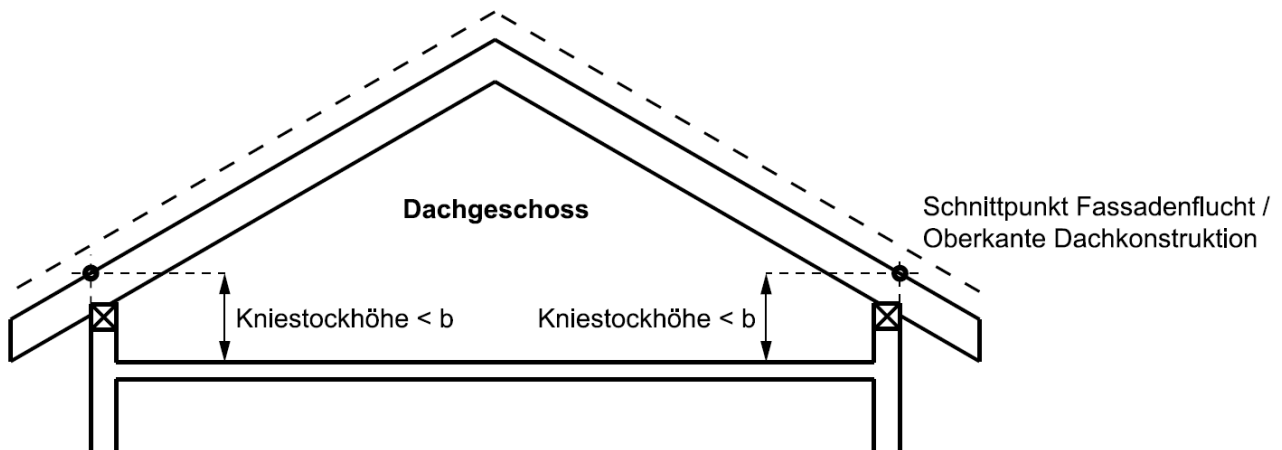 Dachgeschoss
Schnittpunkt Fassadenflucht /
Oberkante Dachkonstruktion
Kniestockhöhe < b
Kniestockhöhe < b